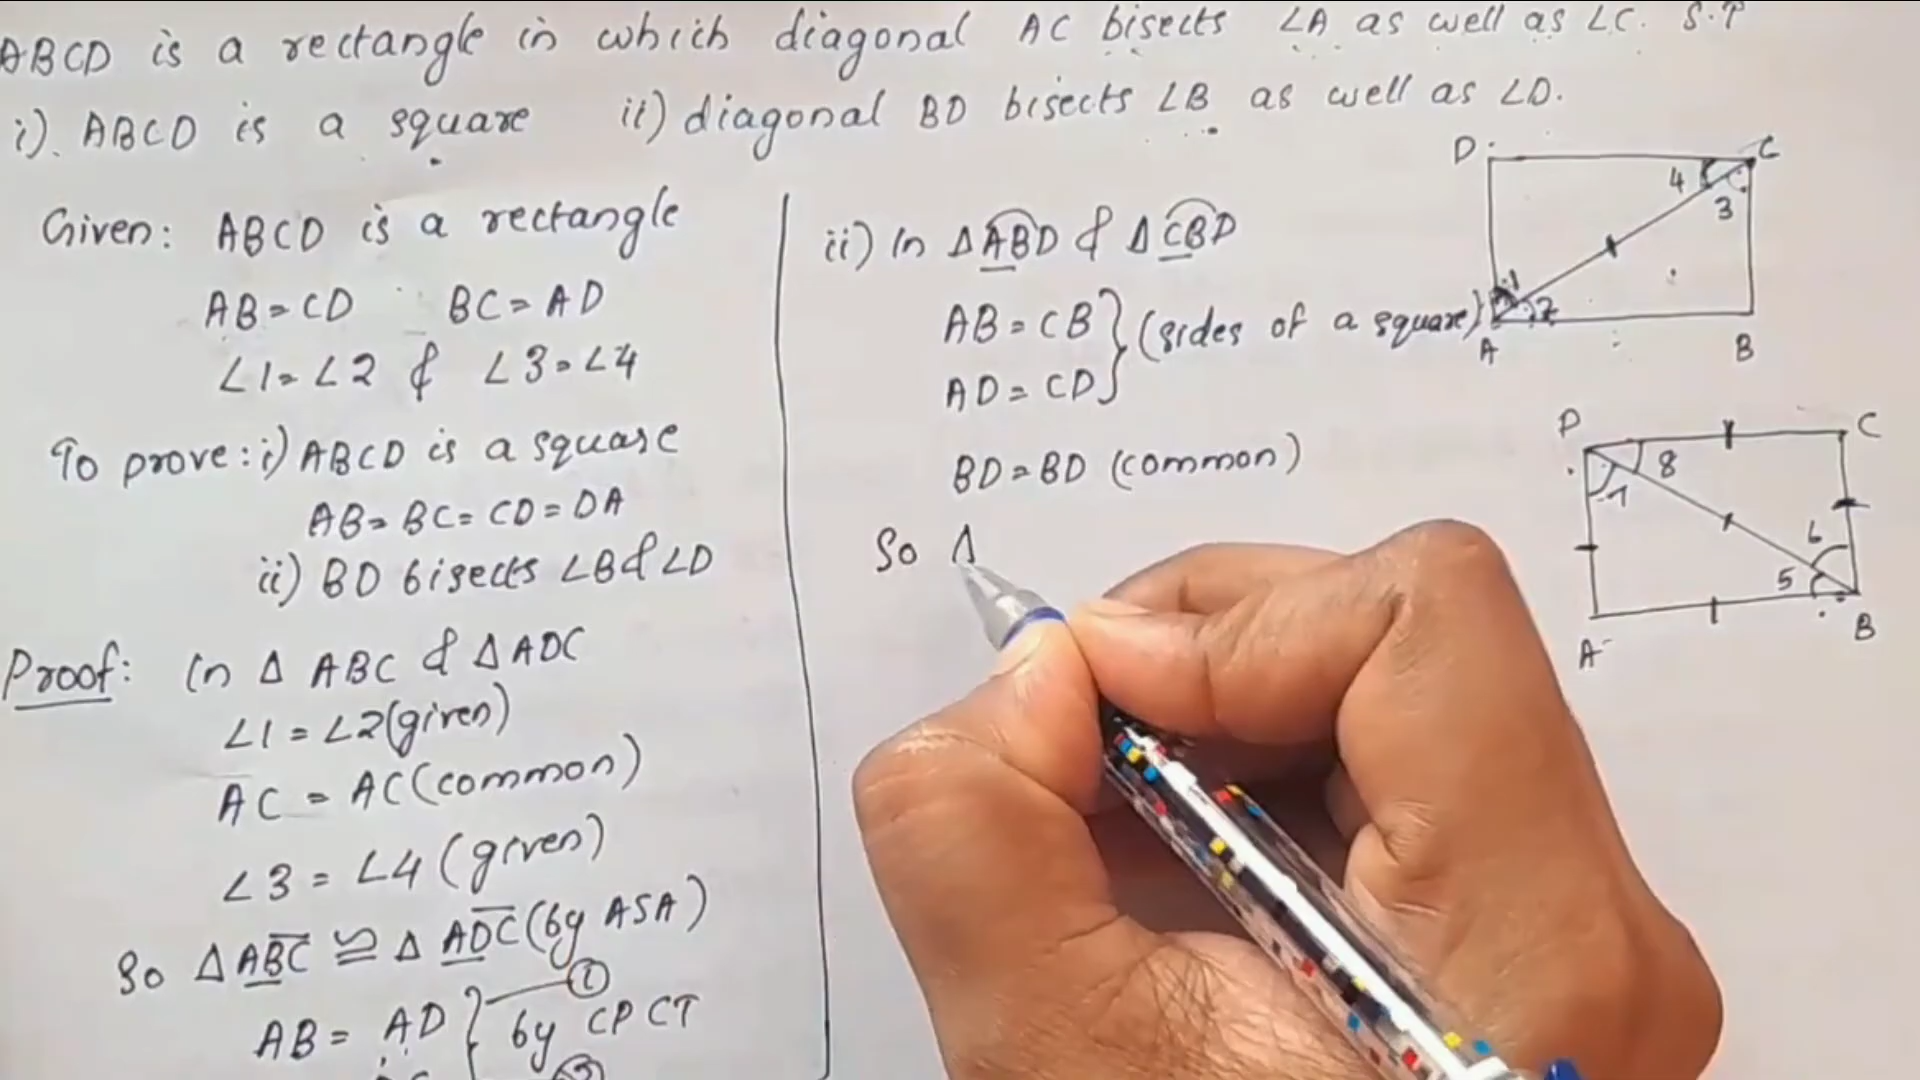 ABCD is a rectangle in which diagonal AC bisects ∠A as well as ∠C. S.T
i). ABCD is a square ii) diagonal BD bisects ∠B as well as ∠D.
Given: ABCD is a rectangle
AB = CD BC = AD
∠1 = ∠2 & ∠3 = ∠4
To prove: i) ABCD is a square
AB = BC = CD = DA
ii) BD bisects ∠B & ∠D
Proof: In Δ ABC & Δ ADC
∠1 = ∠2 (given)
AC = AC (common)
∠3 = ∠4 (given)
So Δ ABC ≅ Δ ADC (by ASA)
AB = AD } ①
by CPCT
ii) In Δ ABD & Δ CBD
AB = CB } (sides of a square)
AD = CD }
BD = BD (common)
So Δ
D C
4
3
1
2
A B
D C
8
7
6
5
A B